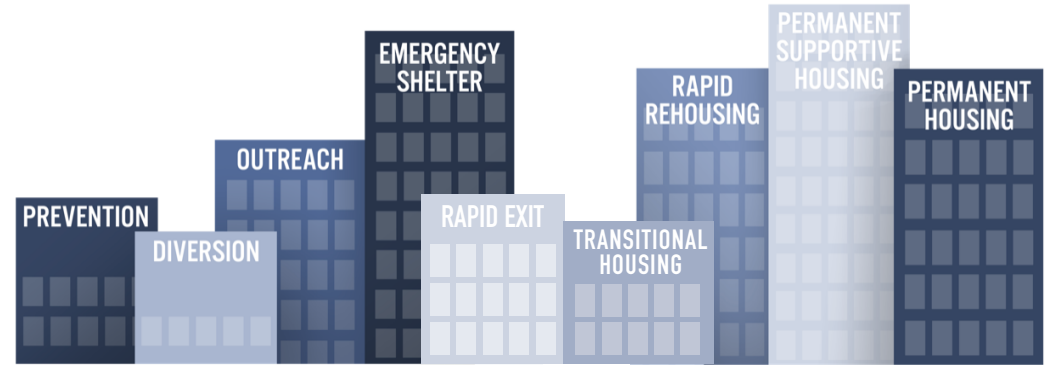 PREVENTION
DIVERSION
OUTREACH
EMERGENCY
SHELTER
RAPID EXIT
TRANSITIONAL
HOUSING
RAPID
REHOUSING
PERMANENT
SUPPORTIVE
HOUSING
PERMANENT
HOUSING